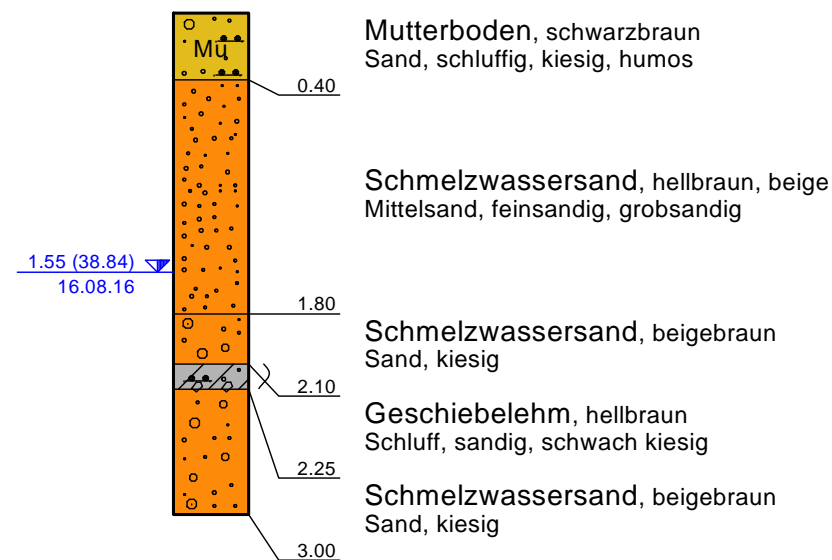 Mutterboden, schwarzbraun
Sand, schluffig, kiesig, humos
Mu
0.40
Schmelzwassersand, hellbraun, beige
Mittelsand, feinsandig, grobsandig
1.55 (38.84)
16.08.16
1.80
Schmelzwassersand, beigebraun
Sand, kiesig
2.10
Geschiebelehm, hellbraun
Schluff, sandig, schwach kiesig
2.25
Schmelzwassersand, beigebraun
Sand, kiesig
3.00